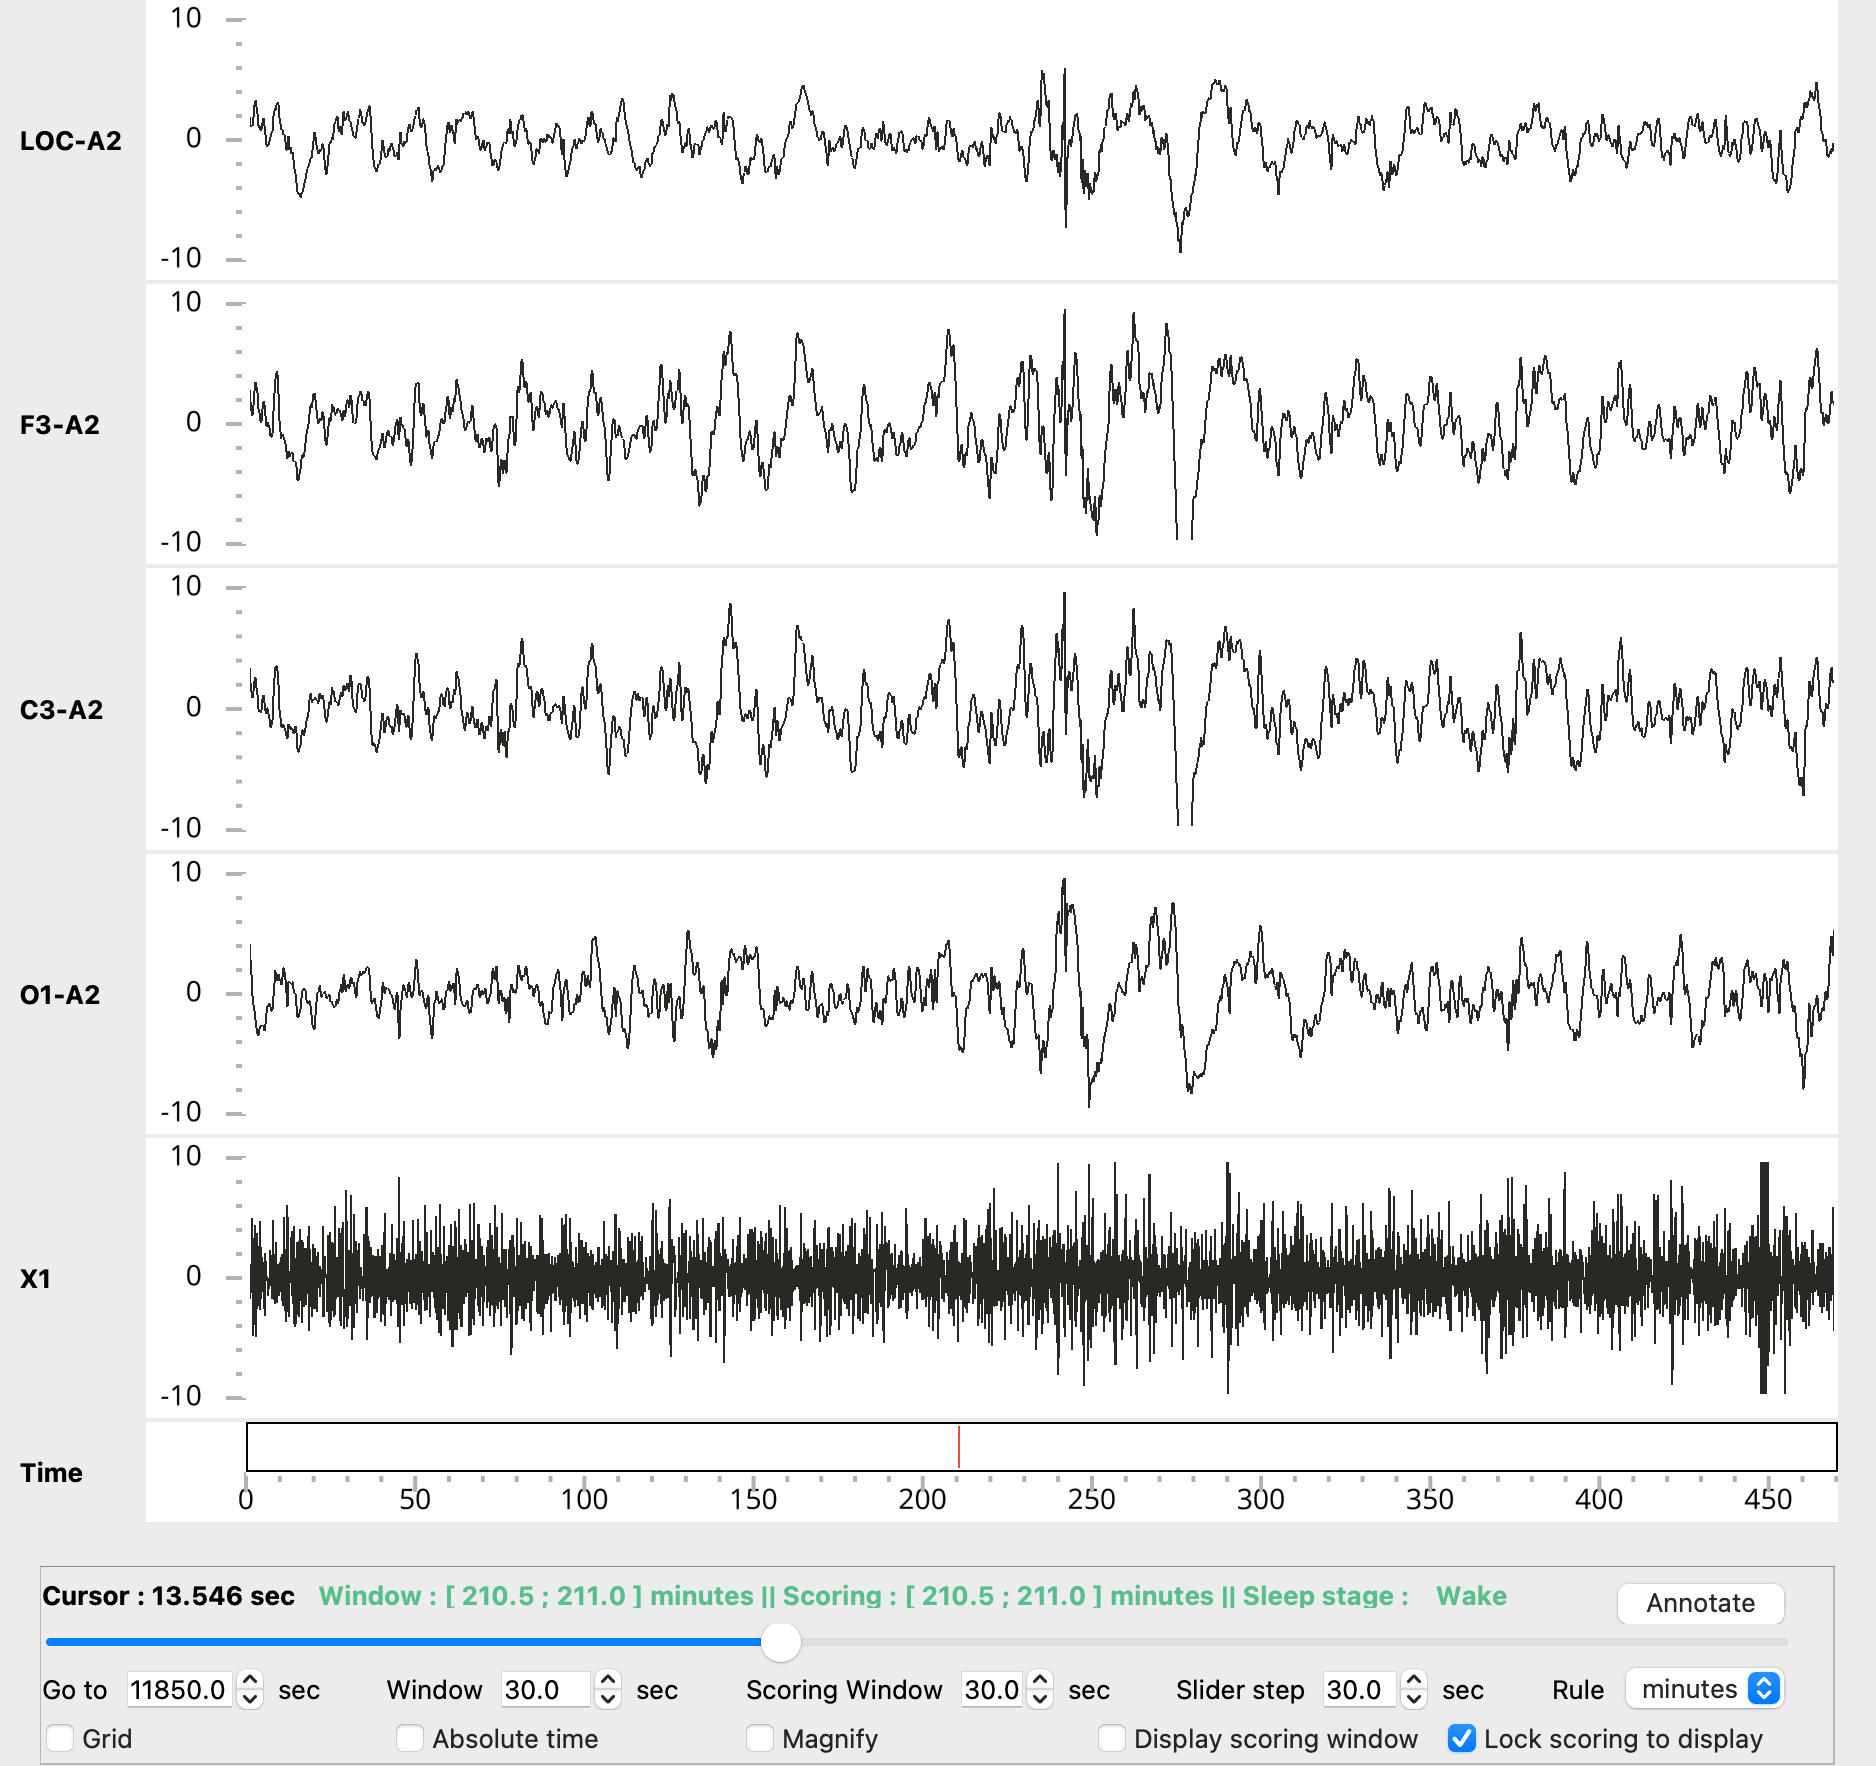 10
LOC-A2
0
-10
10
F3-A2
0
-10
10
C3-A2
0
-10
10
O1-A2
0
-10
10
X1
0
-10
Time
0 50 100 150 200 250 300 350 400 450
Cursor : 13.546 sec Window : [ 210.5 ; 211.0 ] minutes || Scoring : [ 210.5 ; 211.0 ] minutes || Sleep stage : Wake Annotate
Go to 11850.0 sec Window 30.0 sec Scoring Window 30.0 sec Slider step 30.0 sec Rule minutes
Grid Absolute time Magnify Display scoring window Lock scoring to display